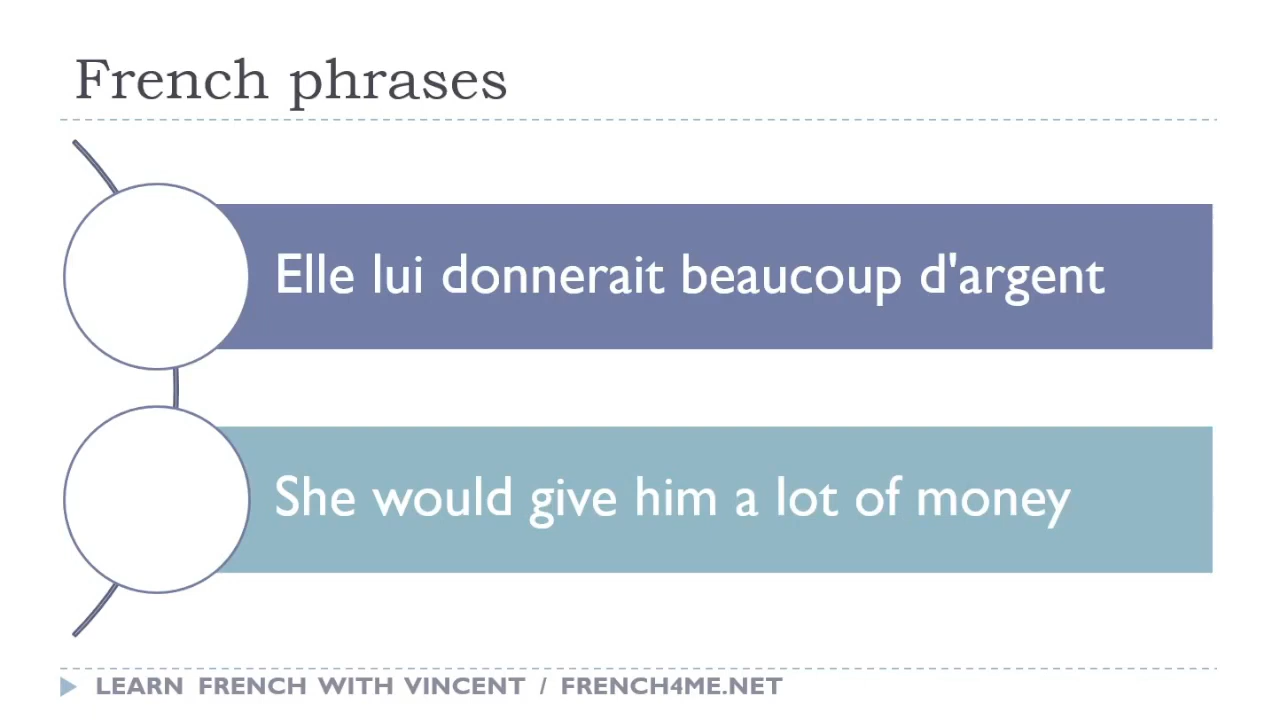 French phrases
Elle lui donnerait beaucoup d'argent
She would give him a lot of money
LEARN FRENCH WITH VINCENT / FRENCH4ME.NET